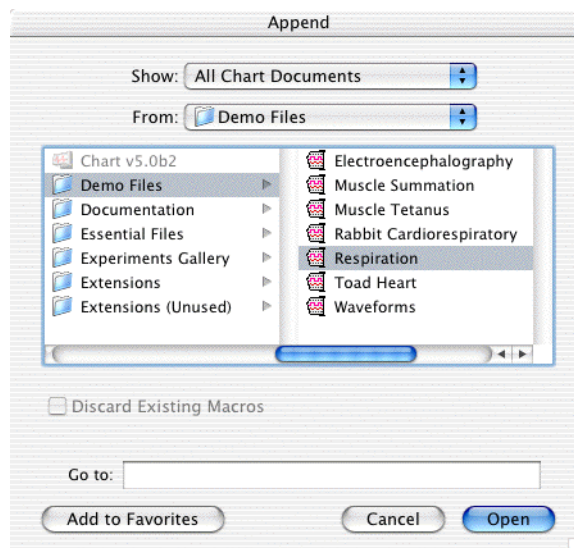 Append
Show: All Chart Documents
From: Demo Files
Chart v5.0b2
Demo Files
Documentation
Essential Files
Experiments Gallery
Extensions
Extensions (Unused)
Electroencephalography
Muscle Summation
Muscle Tetanus
Rabbit Cardiorespiratory
Respiration
Toad Heart
Waveforms
Discard Existing Macros
Go to:
Add to Favorites
Cancel
Open